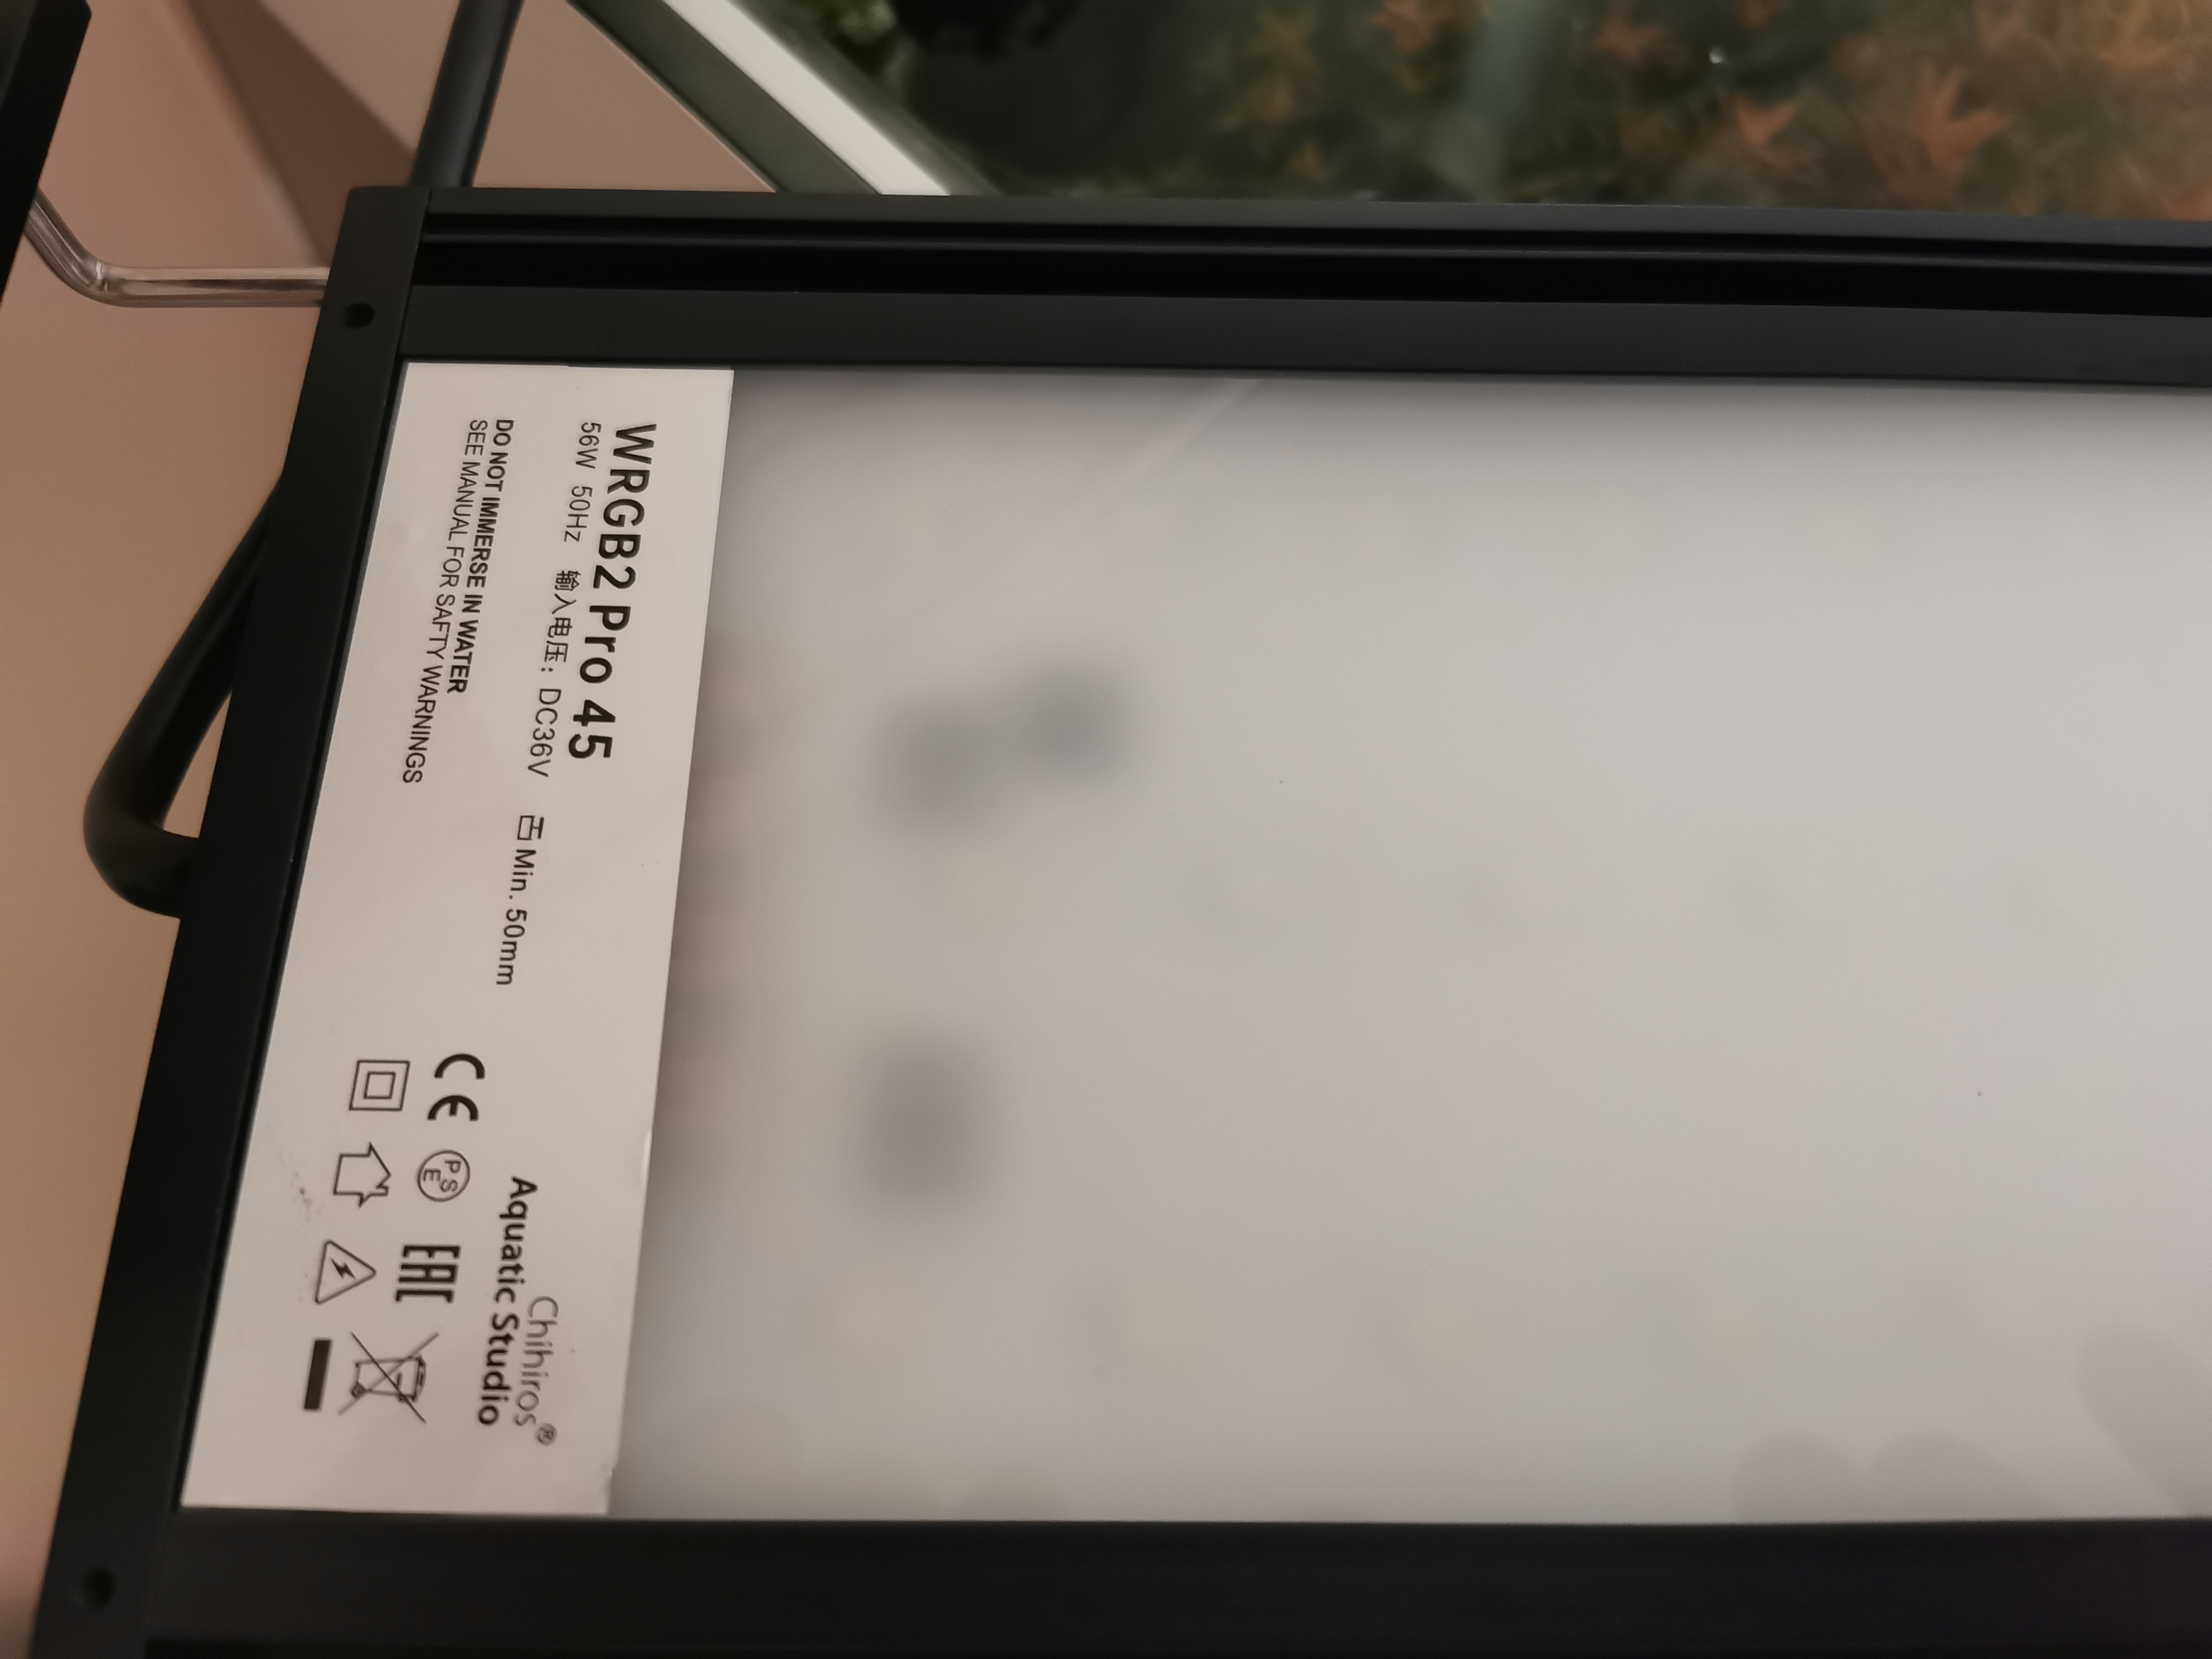 WRGB2 Pro 45
56W 50Hz 输入电压: DC36V Min. 50mm
DO NOT IMMERSE IN WATER
SEE MANUAL FOR SAFTY WARNINGS
Chihiros®
Aquatic Studio
CE PSE EAC